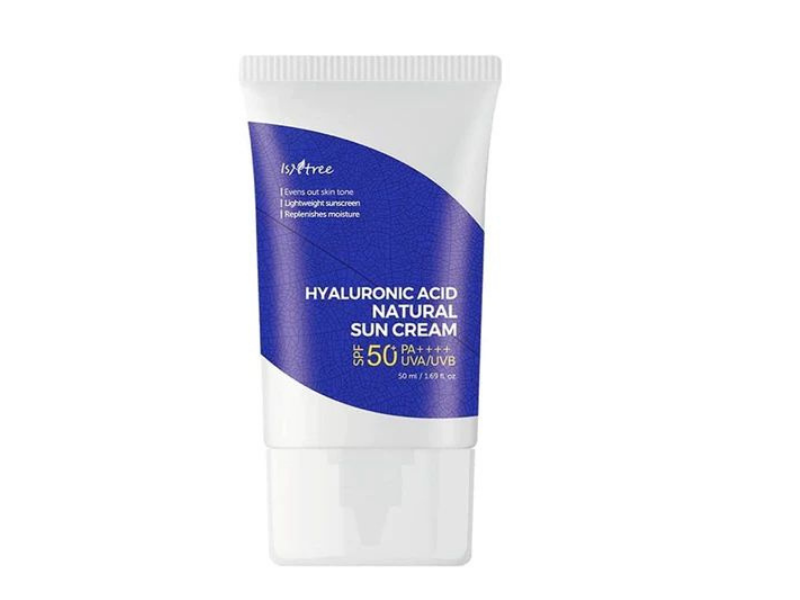 IsNtree
Evens out skin tone
Lightweight sunscreen
Replenishes moisture
HYALURONIC ACID
NATURAL
SUN CREAM
SPF 50+ PA++++
UVA/UVB
50 ml / 1.69 fl. oz